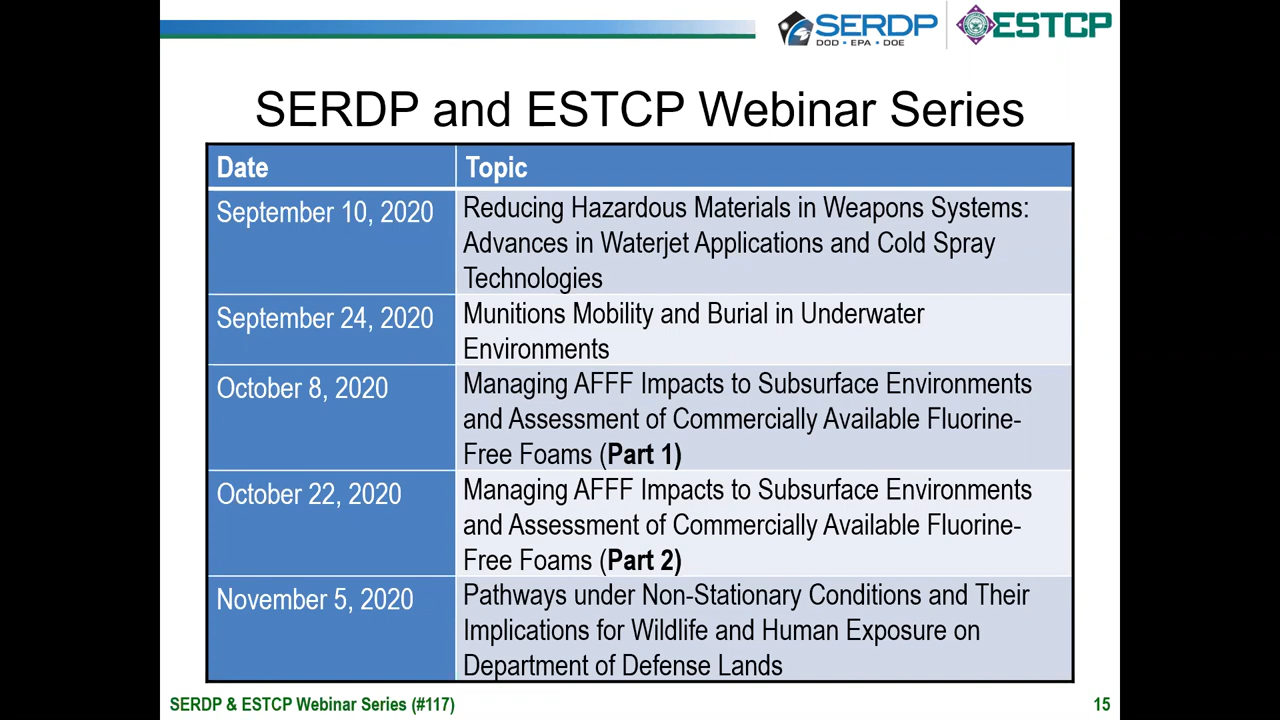 SERDP
DOD • EPA • DOE
ESTCP
SERDP and ESTCP Webinar Series
Date
Topic
September 10, 2020
Reducing Hazardous Materials in Weapons Systems:
Advances in Waterjet Applications and Cold Spray
Technologies
September 24, 2020
Munitions Mobility and Burial in Underwater
Environments
October 8, 2020
Managing AFFF Impacts to Subsurface Environments
and Assessment of Commercially Available Fluorine-
Free Foams (Part 1)
October 22, 2020
Managing AFFF Impacts to Subsurface Environments
and Assessment of Commercially Available Fluorine-
Free Foams (Part 2)
November 5, 2020
Pathways under Non-Stationary Conditions and Their
Implications for Wildlife and Human Exposure on
Department of Defense Lands
SERDP & ESTCP Webinar Series (#117)
15